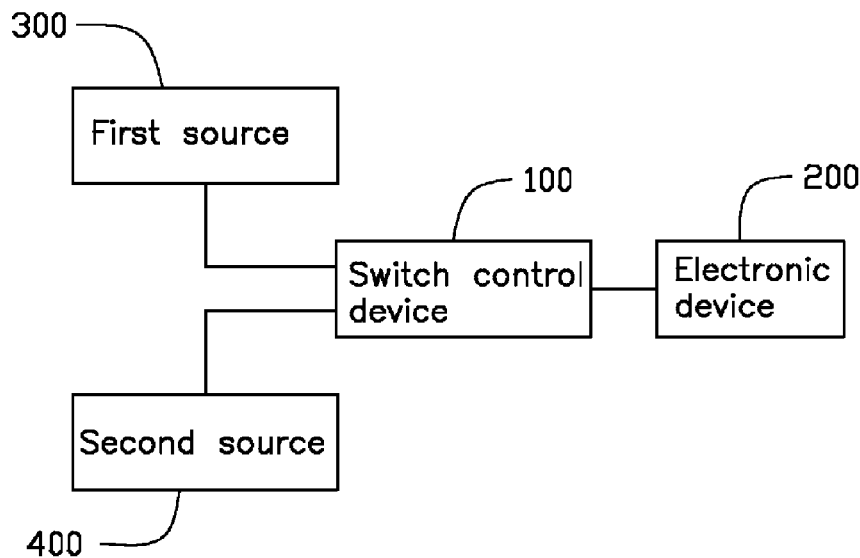 300
First source
100
200
Switch control
device
Electronic
device
Second source
400